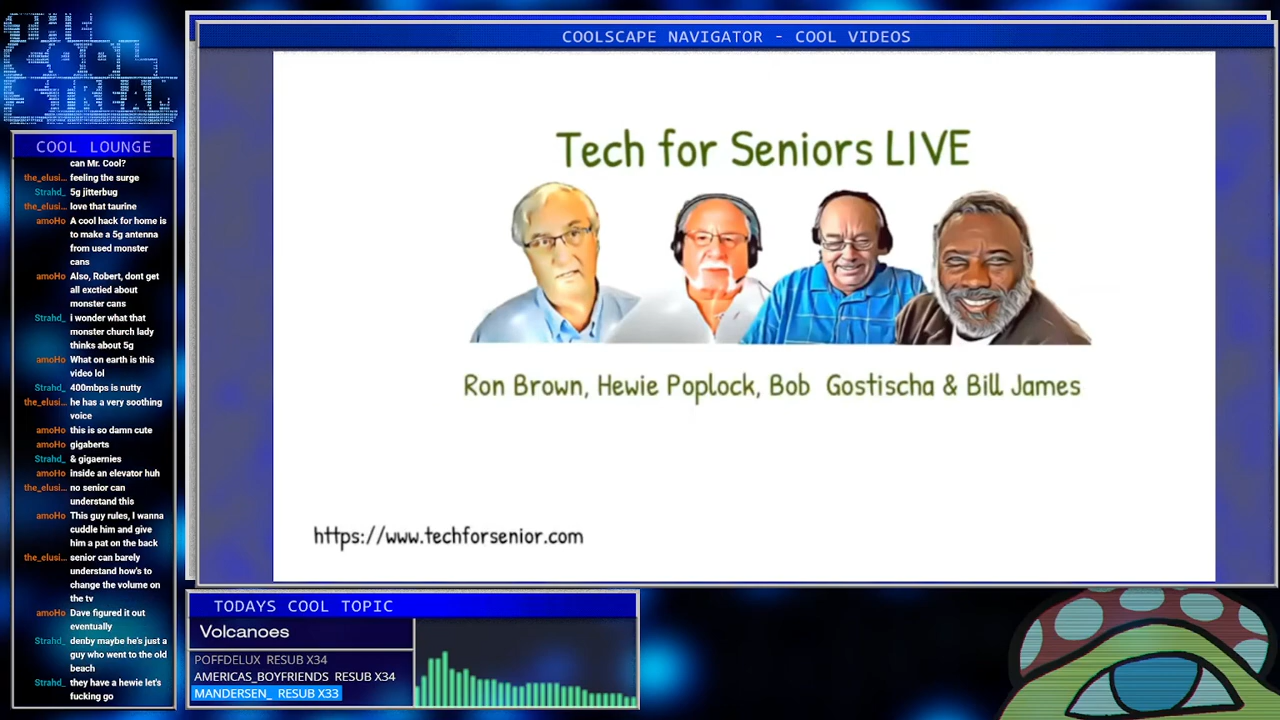 COOLSCAPE NAVIGATOR - COOL VIDEOS
COOL LOUNGE
can Mr. Cool?
the_elusi... feeling the surge
Strahd_ 5g jitterbug
the_elusi... love that taurine
amoHo A cool hack for home is
to make a 5g antenna
from used monster
cans
amoHo Also, Robert, dont get
all exctied about
monster cans
Strahd_ i wonder what that
monster church lady
thinks about 5g
amoHo What on earth is this
video lol
Strahd_ 400mbps is nutty
the_elusi... he has a very soothing
voice
amoHo this is so damn cute
amoHo gigaberts
Strahd_ & gigaernies
amoHo inside an elevator huh
the_elusi... no senior can
understand this
amoHo This guy rules, I wanna
cuddle him and give
him a pat on the back
the_elusi... senior can barely
understand how's to
change the volume on
the tv
amoHo Dave figured it out
eventually
Strahd_ denby maybe he's just a
guy who went to the old
beach
Strahd_ they have a hewie let's
fucking go
Tech for Seniors LIVE
Ron Brown, Hewie Poplock, Bob Gostischa & Bill James
https://www.techforsenior.com
TODAYS COOL TOPIC
Volcanoes
POFFDELUX RESUB X34
AMERICAS_BOYFRIENDS RESUB X34
MANDERSEN_ RESUB X33